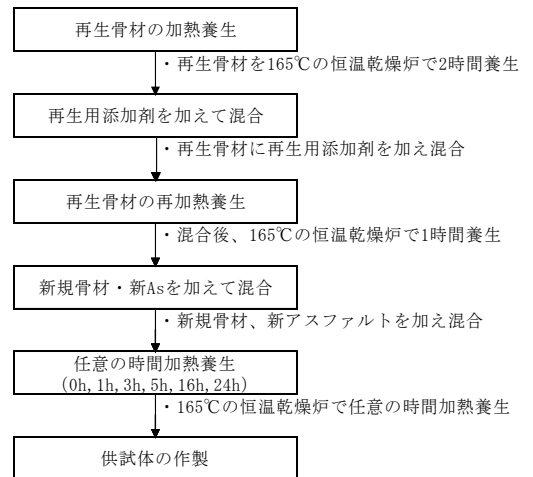 再生骨材の加熱養生
・再生骨材を165℃の恒温乾燥炉で2時間養生
再生用添加剤を加えて混合
・再生骨材に再生用添加剤を加え混合
再生骨材の再加熱養生
・混合後、165℃の恒温乾燥炉で1時間養生
新規骨材・新Asを加えて混合
・新規骨材、新アスファルトを加え混合
任意の時間加熱養生
(0h,1h,3h,5h,16h,24h)
・165℃の恒温乾燥炉で任意の時間加熱養生
供試体の作製